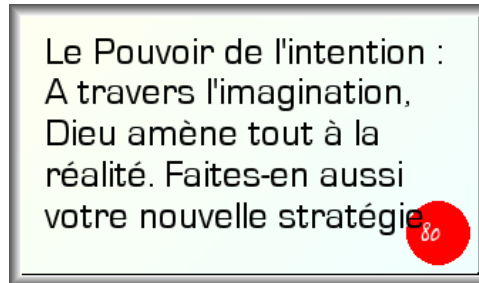 Le Pouvoir de l'intention :
A travers l'imagination,
Dieu amène tout à la
réalité. Faites-en aussi
votre nouvelle stratégie
80